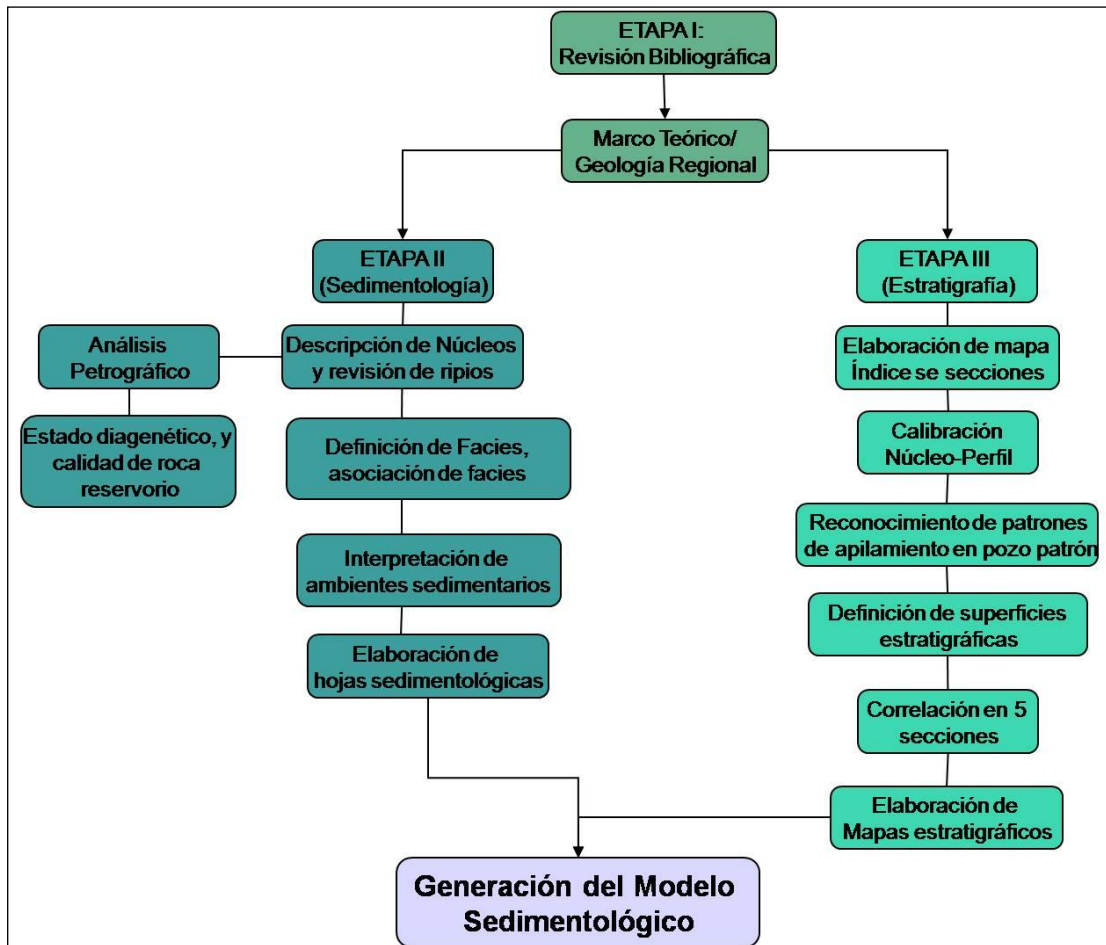 ETAPA I:
Revisión Bibliográfica
Marco Teórico/
Geología Regional
ETAPA II
(Sedimentología)
Descripción de Núcleos
y revisión de ripios
Análisis
Petrográfico
Estado diagenético, y
calidad de roca
reservorio
Definición de Facies,
asociación de facies
Interpretación de
ambientes sedimentarios
Elaboración de
hojas sedimentológicas
ETAPA III
(Estratigrafía)
Elaboración de mapa
Índice se secciones
Calibración
Núcleo-Perfil
Reconocimiento de patrones
de apilamiento en pozo patrón
Definición de superficies
estratigráficas
Correlación en 5
secciones
Elaboración de
Mapas estratigráficos
Generación del Modelo
Sedimentológico